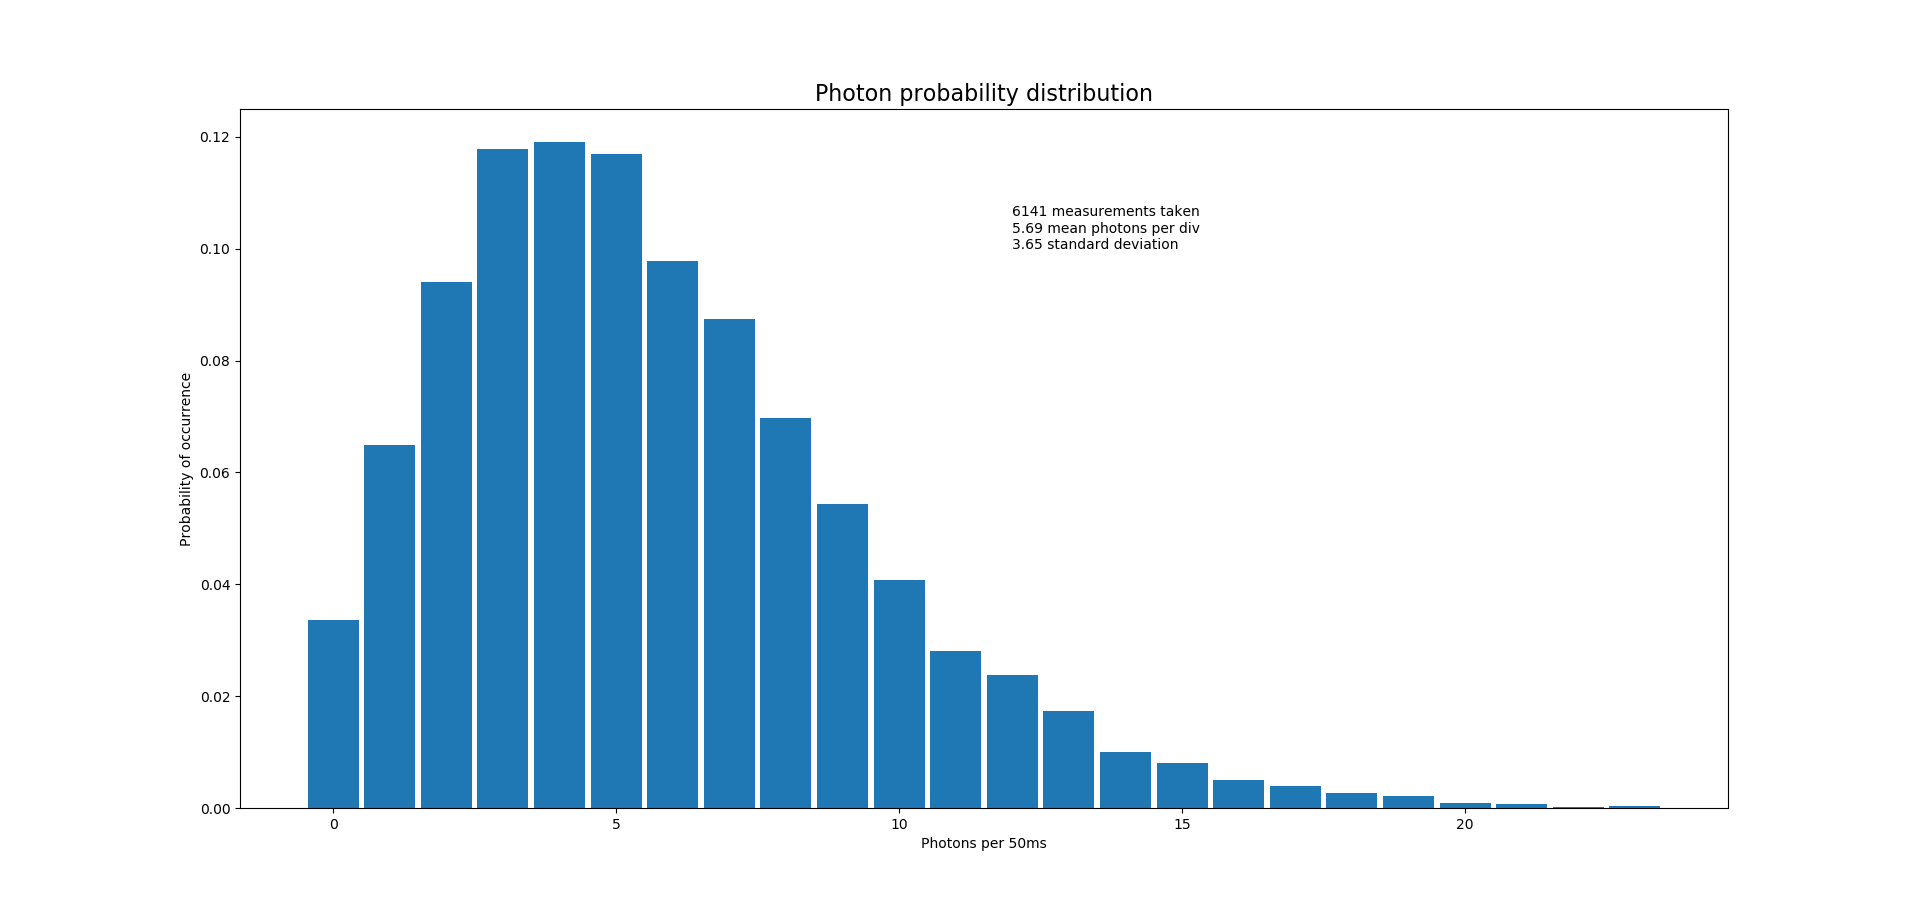 Photon probability distribution
0.12
0.10
0.08
0.06
0.04
0.02
0.00
Probability of occurrence
6141 measurements taken
5.69 mean photons per div
3.65 standard deviation
0 5 10 15 20
Photons per 50ms